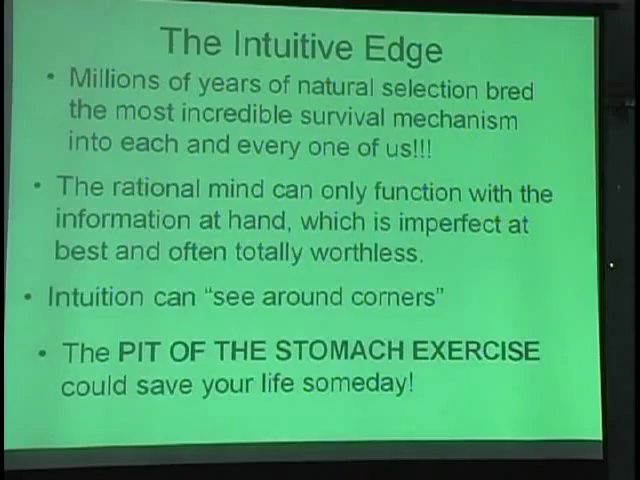 The Intuitive Edge
• Millions of years of natural selection bred
the most incredible survival mechanism
into each and every one of us!!!
• The rational mind can only function with the
information at hand, which is imperfect at
best and often totally worthless.
• Intuition can “see around corners”
• The PIT OF THE STOMACH EXERCISE
could save your life someday!